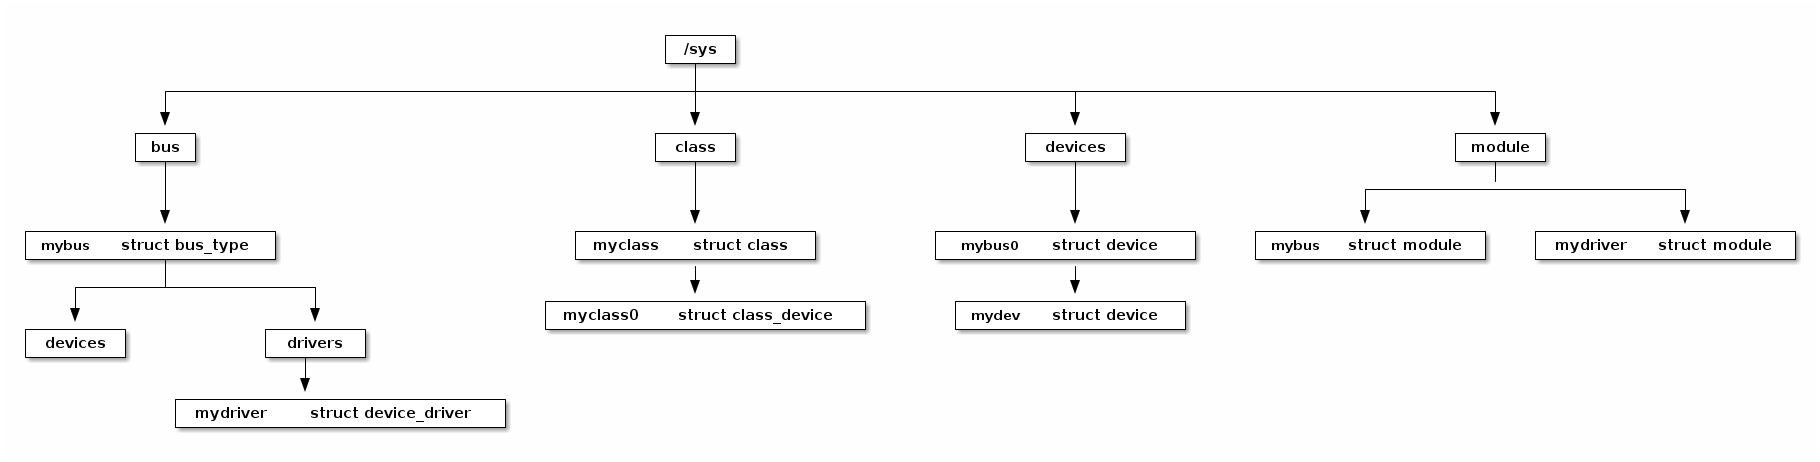 /sys
bus class devices module
mybus struct bus_type myclass struct class mybus0 struct device mybus struct module mydriver struct module
myclass0 struct class_device mydev struct device
devices drivers
mydriver struct device_driver